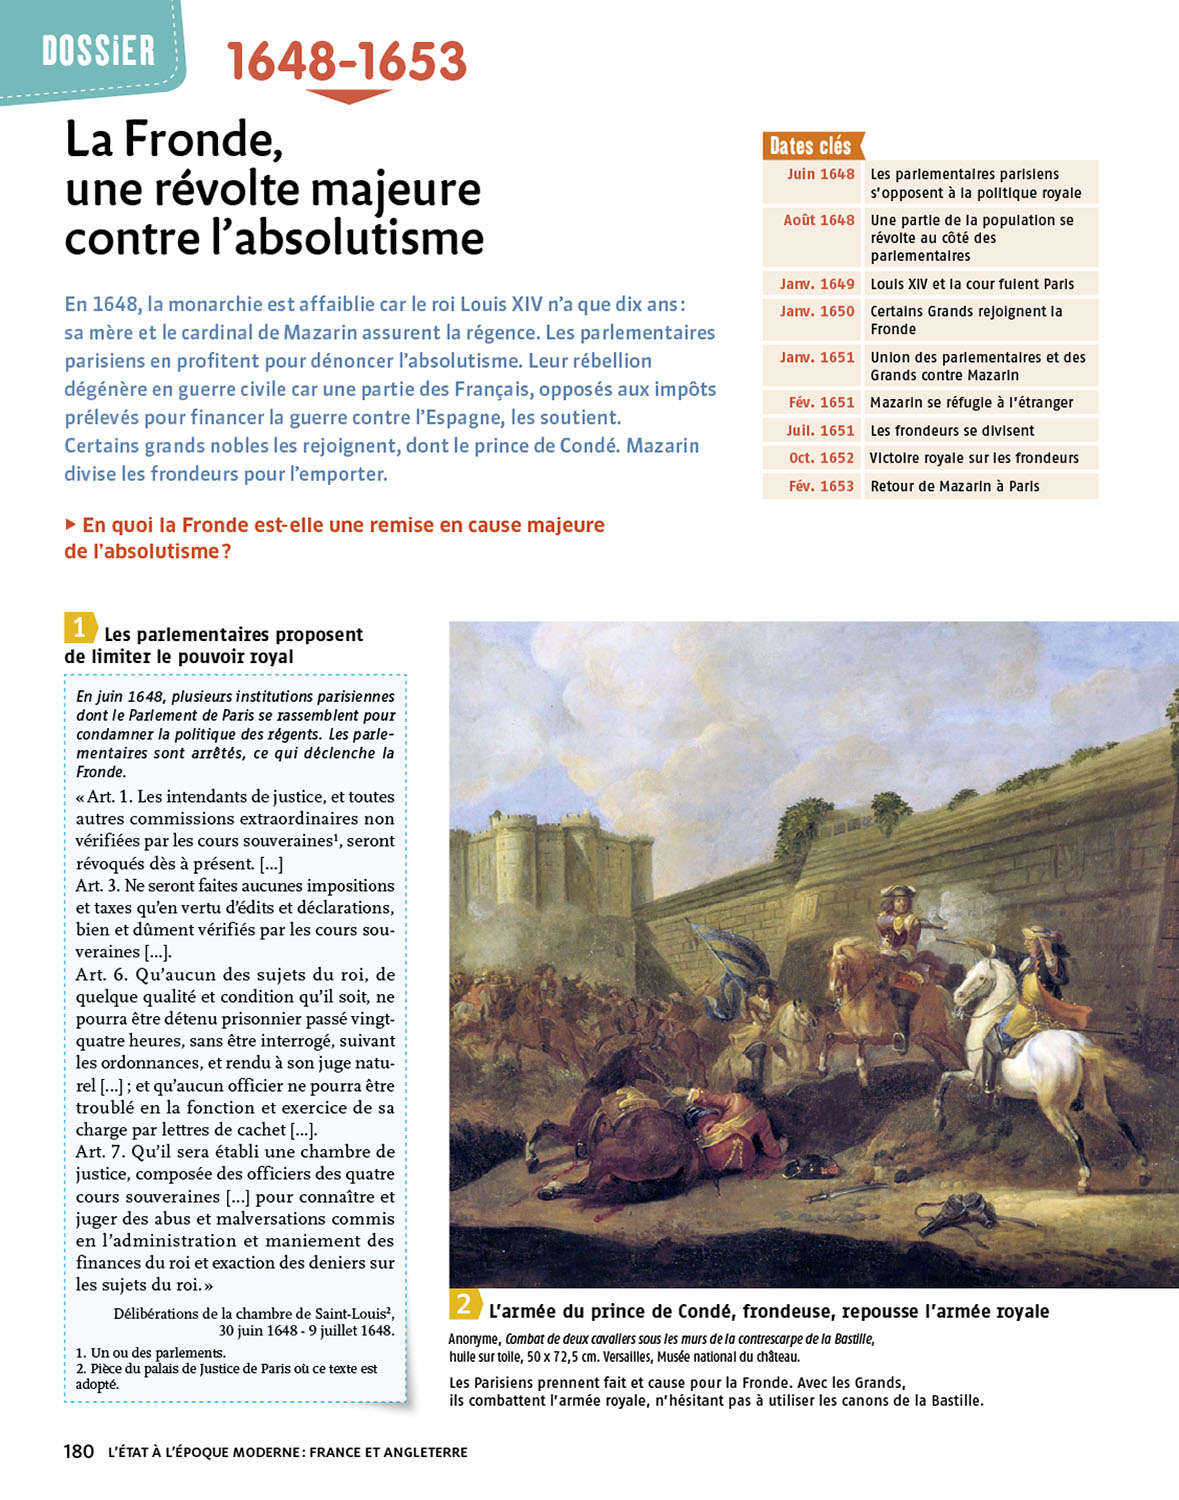 DOSSiER
1648-1653
La Fronde,
une révolte majeure
contre l'absolutisme
En 1648, la monarchie est affaiblie car le roi Louis XIV n'a que dix ans :
sa mère et le cardinal de Mazarin assurent la régence. Les parlementaires
parisiens en profitent pour dénoncer l'absolutisme. Leur rébellion
dégénère en guerre civile car une partie des Français, opposés aux impôts
prélevés pour financer la guerre contre l'Espagne, les soutient.
Certains grands nobles les rejoignent, dont le prince de Condé. Mazarin
divise les frondeurs pour l'emporter.
▶ En quoi la Fronde est-elle une remise en cause majeure
de l'absolutisme ?
Dates clés
Juin 1648 Les parlementaires parisiens
s'opposent à la politique royale
Août 1648 Une partie de la population se
révolte au côté des
parlementaires
Janv. 1649 Louis XIV et la cour fuient Paris
Janv. 1650 Certains Grands rejoignent la
Fronde
Janv. 1651 Union des parlementaires et des
Grands contre Mazarin
Fév. 1651 Mazarin se réfugie à l'étranger
Juil. 1651 Les frondeurs se divisent
Oct. 1652 Victoire royale sur les frondeurs
Fév. 1653 Retour de Mazarin à Paris
1 Les parlementaires proposent
de limiter le pouvoir royal
En juin 1648, plusieurs institutions parisiennes
dont le Parlement de Paris se rassemblent pour
condamner la politique des régents. Les parle-
mentaires sont arrêtés, ce qui déclenche la
Fronde.
« Art. 1. Les intendants de justice, et toutes
autres commissions extraordinaires non
vérifiées par les cours souveraines¹, seront
révoqués dès à présent. [...]
Art. 3. Ne seront faites aucunes impositions
et taxes qu'en vertu d'édits et déclarations,
bien et dûment vérifiés par les cours sou-
veraines [...].
Art. 6. Qu'aucun des sujets du roi, de
quelque qualité et condition qu'il soit, ne
pourra être détenu prisonnier passé vingt-
quatre heures, sans être interrogé, suivant
les ordonnances, et rendu à son juge natu-
rel [...] ; et qu'aucun officier ne pourra être
troublé en la fonction et exercice de sa
charge par lettres de cachet [...].
Art. 7. Qu'il sera établi une chambre de
justice, composée des officiers des quatre
cours souveraines [...] pour connaître et
juger des abus et malversations commis
en l'administration et maniement des
finances du roi et exaction des deniers sur
les sujets du roi. »
Délibérations de la chambre de Saint-Louis²,
30 juin 1648 - 9 juillet 1648.
1. Un ou des parlements.
2. Pièce du palais de Justice de Paris où ce texte est
adopté.
2 L'armée du prince de Condé, frondeuse, repousse l'armée royale
Anonyme, Combat de deux cavaliers sous les murs de la contrescarpe de la Bastille,
huile sur toile, 50 x 72,5 cm. Versailles, Musée national du château.
Les Parisiens prennent fait et cause pour la Fronde. Avec les Grands,
ils combattent l'armée royale, n'hésitant pas à utiliser les canons de la Bastille.
180 L'ÉTAT À L'ÉPOQUE MODERNE : FRANCE ET ANGLETERRE